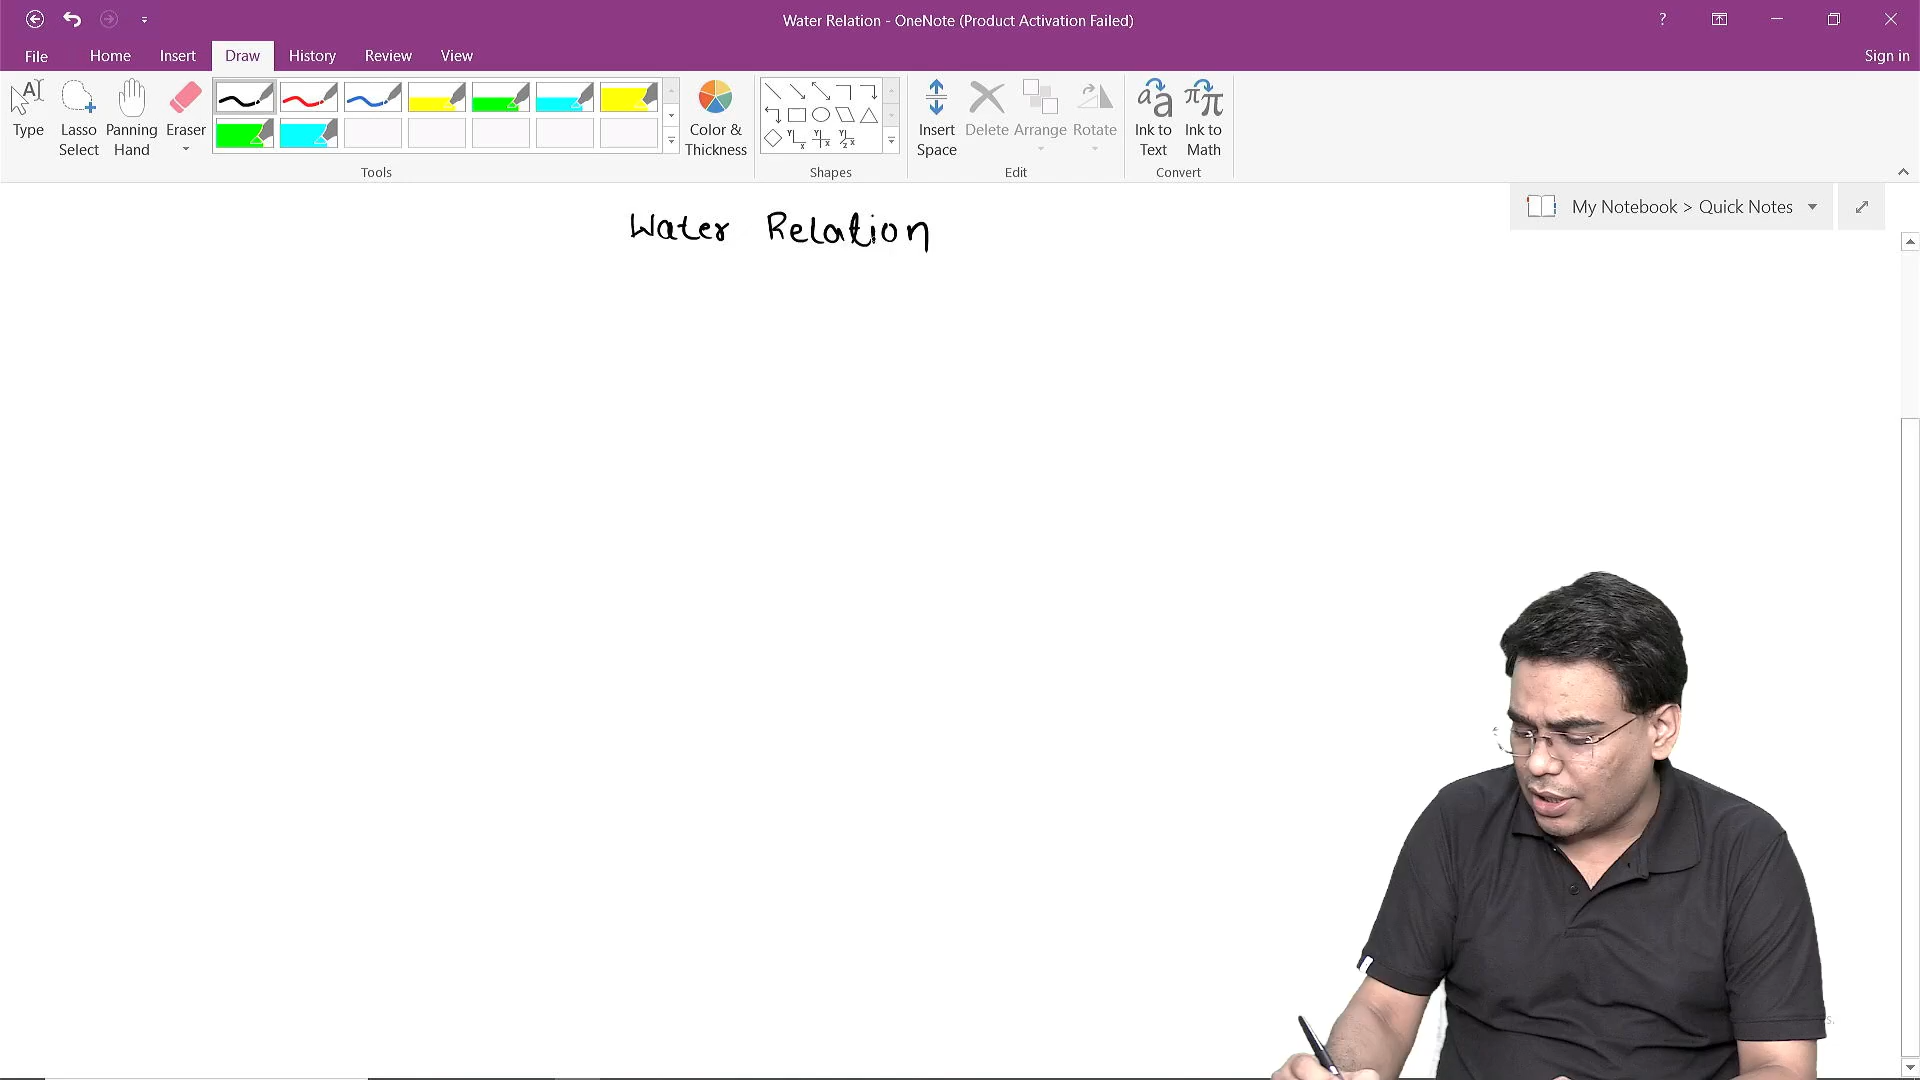 Water Relation - OneNote (Product Activation Failed)
?
File Home Insert Draw History Review View Sign in
Type Lasso Select Panning Hand Eraser Color & Thickness Insert Space Delete Arrange Rotate Ink to Text Ink to Math
Tools Shapes Edit Convert
My Notebook > Quick Notes
Water Relation